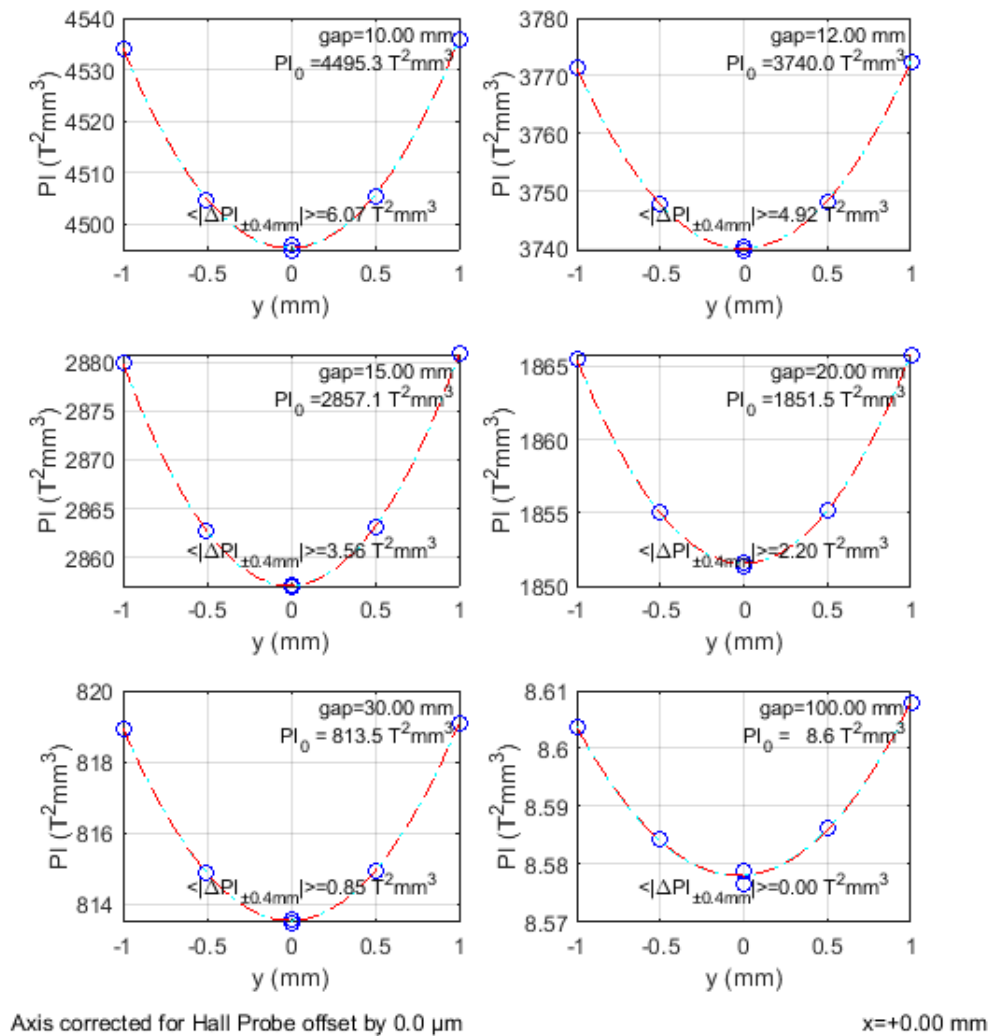 4540
4530
4520
4510
4500
PI (T²mm³)
gap=10.00 mm
PI₀ =4495.3 T²mm³
<|ΔPI±0.4mm|>=6.07 T²mm³
-1 -0.5 0 0.5 1
y (mm)
3780
3770
3760
3750
3740
PI (T²mm³)
gap=12.00 mm
PI₀ =3740.0 T²mm³
<|ΔPI±0.4mm|>=4.92 T²mm³
-1 -0.5 0 0.5 1
y (mm)
2880
2875
2870
2865
2860
PI (T²mm³)
gap=15.00 mm
PI₀ =2857.1 T²mm³
<|ΔPI±0.4mm|>=3.56 T²mm³
-1 -0.5 0 0.5 1
y (mm)
1865
1860
1855
1850
PI (T²mm³)
gap=20.00 mm
PI₀ =1851.5 T²mm³
<|ΔPI±0.4mm|>=2.20 T²mm³
-1 -0.5 0 0.5 1
y (mm)
820
818
816
814
PI (T²mm³)
gap=30.00 mm
PI₀ = 813.5 T²mm³
<|ΔPI±0.4mm|>=0.85 T²mm³
-1 -0.5 0 0.5 1
y (mm)
8.61
8.6
8.59
8.58
8.57
PI (T²mm³)
gap=100.00 mm
PI₀ = 8.6 T²mm³
<|ΔPI±0.4mm|>=0.00 T²mm³
-1 -0.5 0 0.5 1
y (mm)
Axis corrected for Hall Probe offset by 0.0 µm
x=+0.00 mm